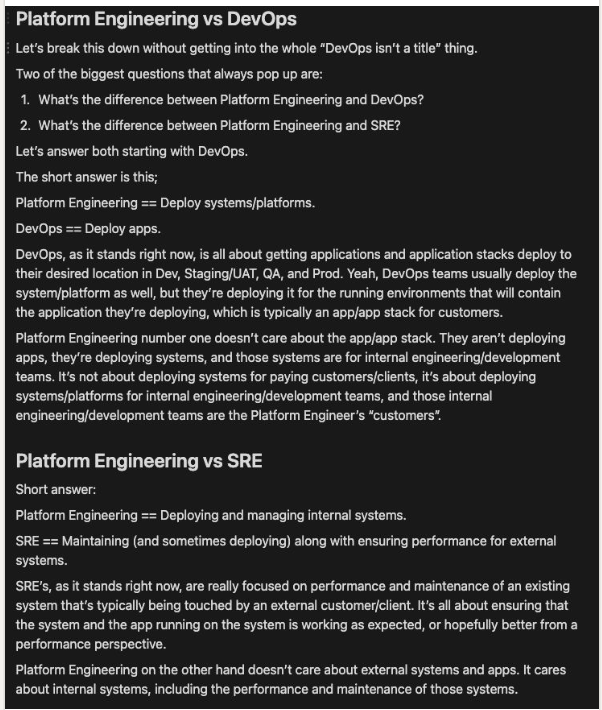 Platform Engineering vs DevOps
Let's break this down without getting into the whole "DevOps isn't a title" thing.
Two of the biggest questions that always pop up are:
1. What's the difference between Platform Engineering and DevOps?
2. What's the difference between Platform Engineering and SRE?
Let's answer both starting with DevOps.
The short answer is this;
Platform Engineering == Deploy systems/platforms.
DevOps == Deploy apps.
DevOps, as it stands right now, is all about getting applications and application stacks deploy to
their desired location in Dev, Staging/UAT, QA, and Prod. Yeah, DevOps teams usually deploy the
system/platform as well, but they're deploying it for the running environments that will contain
the application they're deploying, which is typically an app/app stack for customers.
Platform Engineering number one doesn't care about the app/app stack. They aren't deploying
apps, they're deploying systems, and those systems are for internal engineering/development
teams. It's not about deploying systems for paying customers/clients, it's about deploying
systems/platforms for internal engineering/development teams, and those internal
engineering/development teams are the Platform Engineer's "customers".
Platform Engineering vs SRE
Short answer:
Platform Engineering == Deploying and managing internal systems.
SRE == Maintaining (and sometimes deploying) along with ensuring performance for external
systems.
SRE's, as it stands right now, are really focused on performance and maintenance of an existing
system that's typically being touched by an external customer/client. It's all about ensuring that
the system and the app running on the system is working as expected, or hopefully better from a
performance perspective.
Platform Engineering on the other hand doesn't care about external systems and apps. It cares
about internal systems, including the performance and maintenance of those systems.